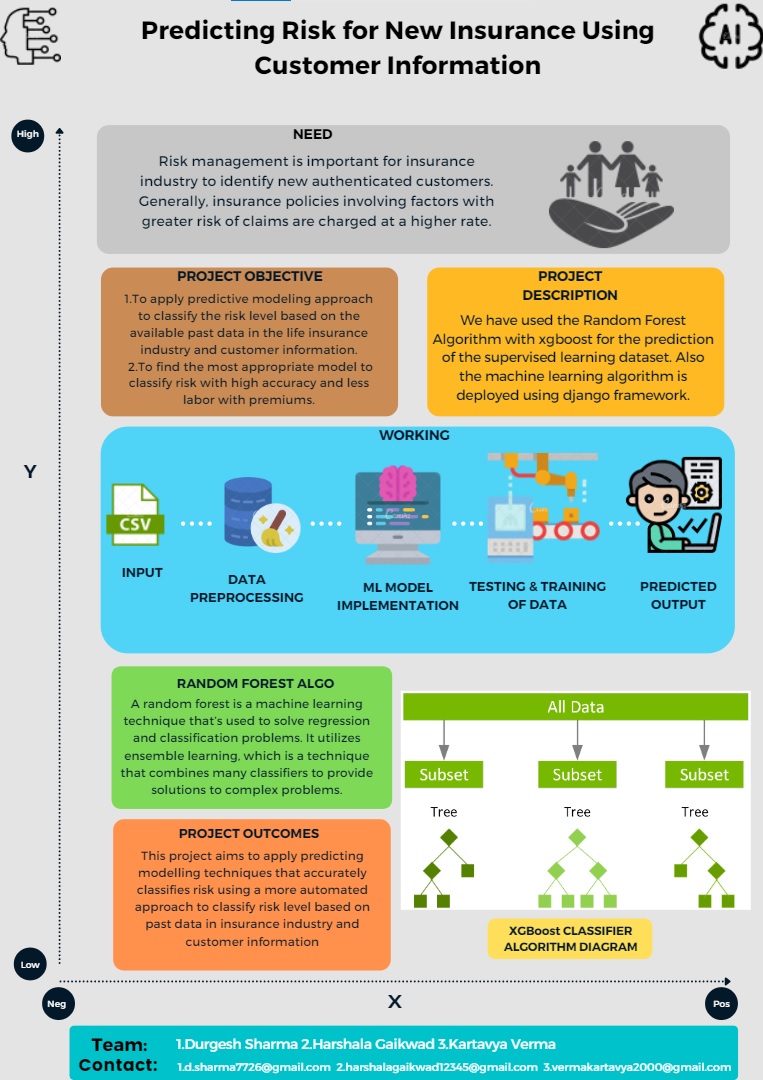 Predicting Risk for New Insurance Using
Customer Information
AI
High
NEED
Risk management is important for insurance
industry to identify new authenticated customers.
Generally, insurance policies involving factors with
greater risk of claims are charged at a higher rate.
PROJECT OBJECTIVE
1.To apply predictive modeling approach
to classify the risk level based on the
available past data in the life insurance
industry and customer information.
2.To find the most appropriate model to
classify risk with high accuracy and less
labor with premiums.
PROJECT
DESCRIPTION
We have used the Random Forest
Algorithm with xgboost for the prediction
of the supervised learning dataset. Also
the machine learning algorithm is
deployed using django framework.
Y
WORKING
CSV
INPUT
DATA
PREPROCESSING
ML MODEL
IMPLEMENTATION
TESTING & TRAINING
OF DATA
PREDICTED
OUTPUT
RANDOM FOREST ALGO
A random forest is a machine learning
technique that's used to solve regression
and classification problems. It utilizes
ensemble learning, which is a technique
that combines many classifiers to provide
solutions to complex problems.
All Data
Subset
Subset
Subset
Tree
Tree
Tree
PROJECT OUTCOMES
This project aims to apply predicting
modelling techniques that accurately
classifies risk using a more automated
approach to classify risk level based on
past data in insurance industry and
customer information
XGBoost CLASSIFIER
ALGORITHM DIAGRAM
Low
Neg
X
Pos
Team: 1.Durgesh Sharma 2.Harshala Gaikwad 3.Kartavya Verma
Contact: 1.d.sharma7726@gmail.com 2.harshalagaikwad12345@gmail.com 3.vermakartavya2000@gmail.com